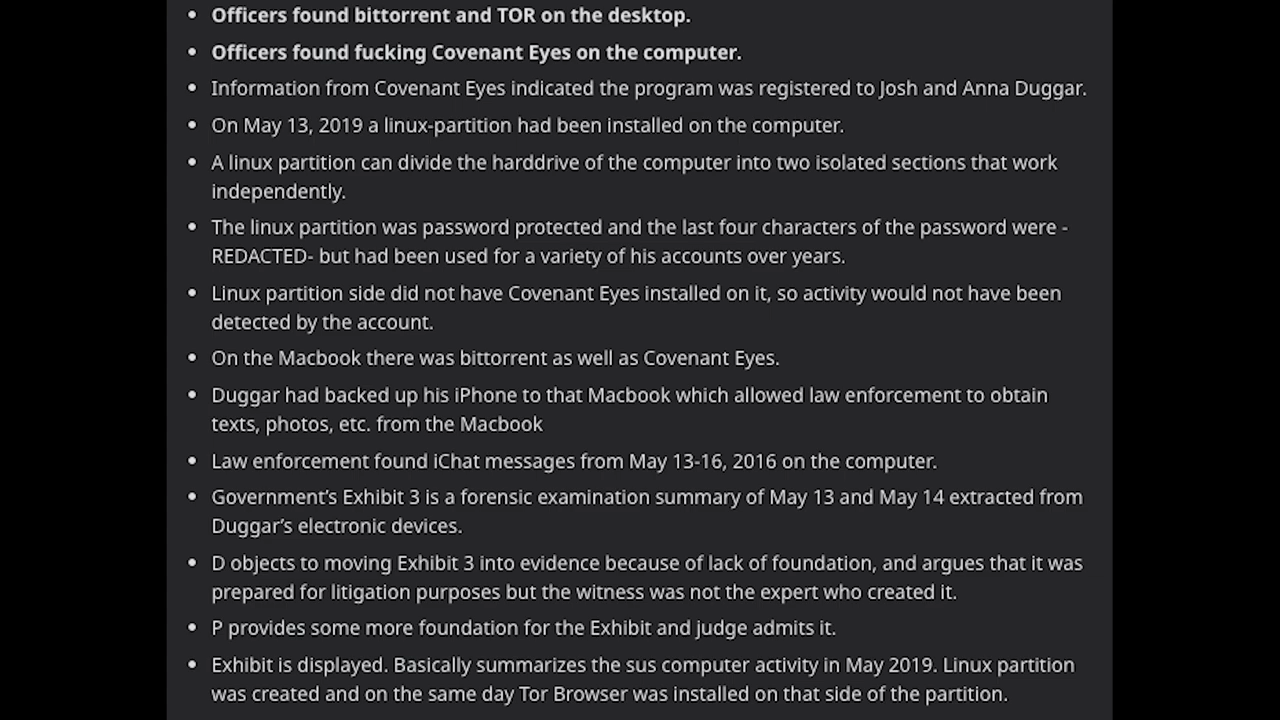 • Officers found bittorrent and TOR on the desktop.
• Officers found fucking Covenant Eyes on the computer.
• Information from Covenant Eyes indicated the program was registered to Josh and Anna Duggar.
• On May 13, 2019 a linux-partition had been installed on the computer.
• A linux partition can divide the harddrive of the computer into two isolated sections that work
independently.
• The linux partition was password protected and the last four characters of the password were -
REDACTED- but had been used for a variety of his accounts over years.
• Linux partition side did not have Covenant Eyes installed on it, so activity would not have been
detected by the account.
• On the Macbook there was bittorrent as well as Covenant Eyes.
• Duggar had backed up his iPhone to that Macbook which allowed law enforcement to obtain
texts, photos, etc. from the Macbook
• Law enforcement found iChat messages from May 13-16, 2016 on the computer.
• Government’s Exhibit 3 is a forensic examination summary of May 13 and May 14 extracted from
Duggar’s electronic devices.
• D objects to moving Exhibit 3 into evidence because of lack of foundation, and argues that it was
prepared for litigation purposes but the witness was not the expert who created it.
• P provides some more foundation for the Exhibit and judge admits it.
• Exhibit is displayed. Basically summarizes the sus computer activity in May 2019. Linux partition
was created and on the same day Tor Browser was installed on that side of the partition.